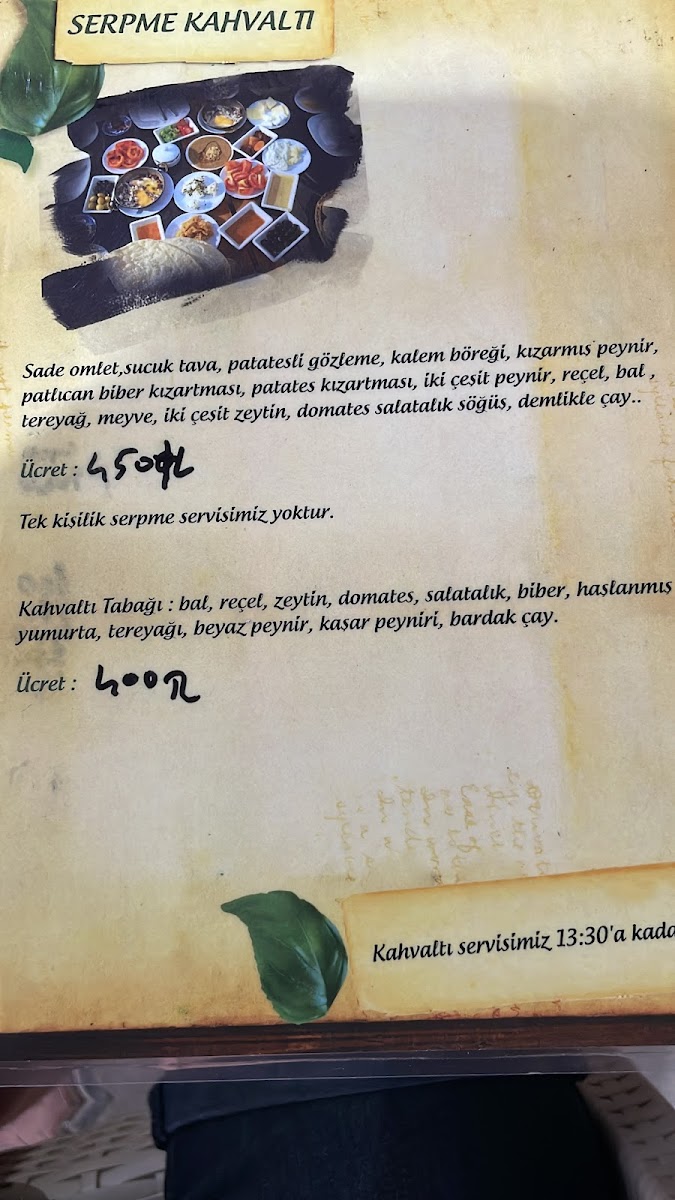 SERPME KAHVALTI
Sade omlet,sucuk tava, patatesli gözleme, kalem böreği, kızarmış peynir,
patlıcan biber kızartması, patates kızartması, iki çeşit peynir, reçel, bal ,
tereyağ, meyve, iki çeşit zeytin, domates salatalık söğüş, demlikle çay..
Ücret : 450TL
Tek kişilik serpme servisimiz yoktur.
Kahvaltı Tabağı : bal, reçel, zeytin, domates, salatalık, biber, haşlanmış
yumurta, tereyağı, beyaz peynir, kaşar peyniri, bardak çay.
Ücret : 400TL
Kahvaltı servisimiz 13:30'a kada